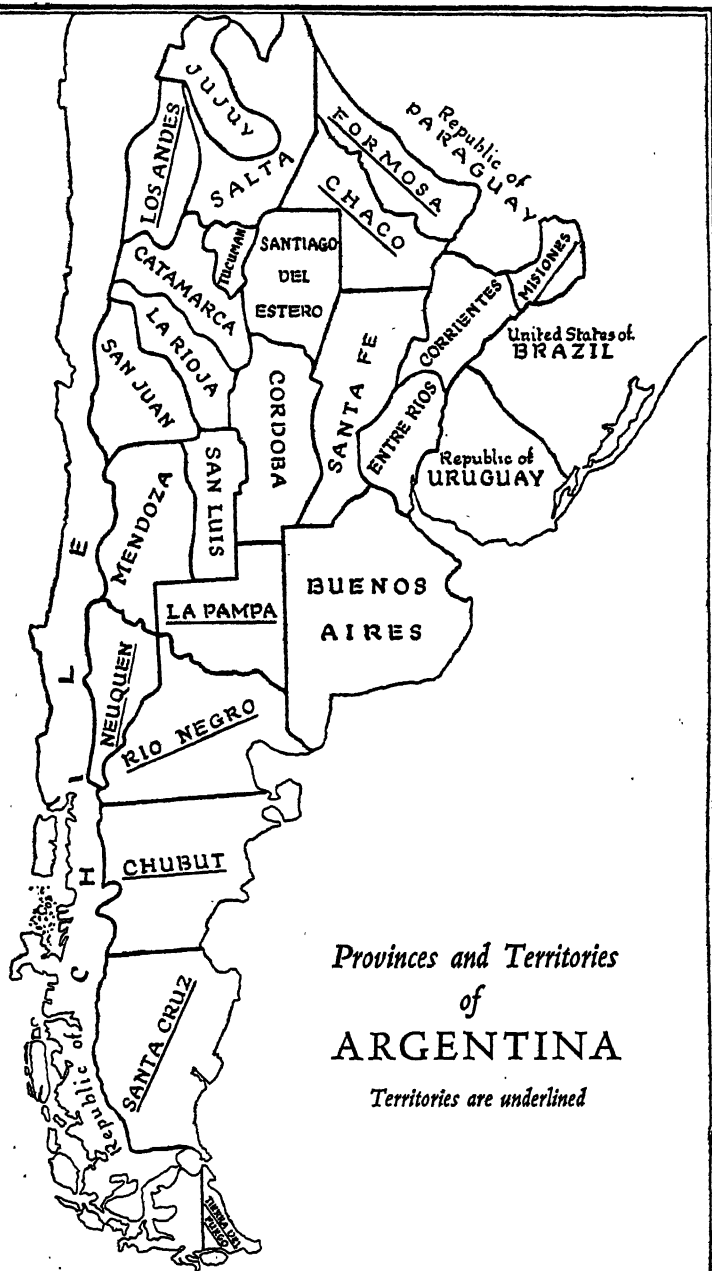 JUJUY
LOS ANDES
SALTA
FORMOSA
Republic of
PARAGUAY
CHACO
CATAMARCA
TUCUMAN
SANTIAGO
DEL
ESTERO
MISIONES
CORRIENTES
LA RIOJA
SAN JUAN
SANTA FE
United States of
BRAZIL
CORDOBA
ENTRE RIOS
Republic of
URUGUAY
MENDOZA
SAN LUIS
BUENOS
AIRES
LA PAMPA
NEUQUEN
RIO NEGRO
CHUBUT
SANTA CRUZ
Republic of CHILE
TIERRA DEL
FUEGO
Provinces and Territories
of
ARGENTINA
Territories are underlined